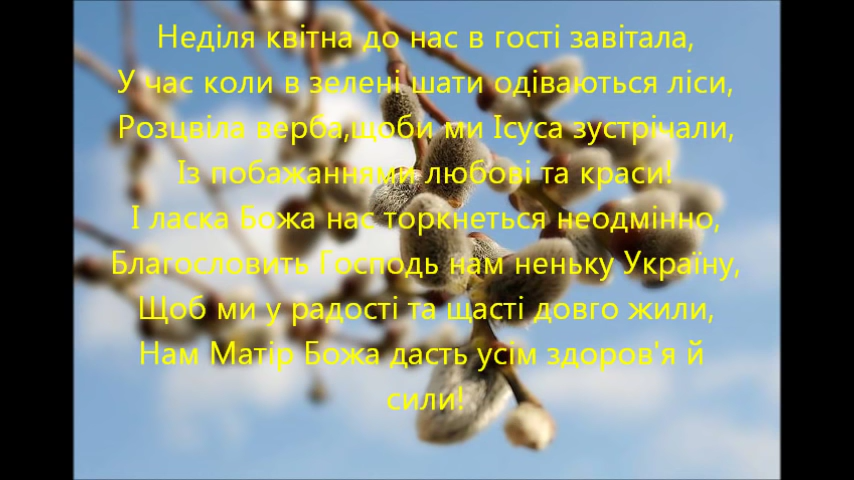 Неділя квітна до нас в гості завітала,
У час коли в зелені шати одіваються ліси,
Розцвіла верба,щоби ми Ісуса зустрічали,
Із побажаннями любові та краси!
І ласка Божа нас торкнеться неодмінно,
Благословить Господь нам неньку Україну,
Щоб ми у радості та щасті довго жили,
Нам Матір Божа дасть усім здоров'я й
сили!